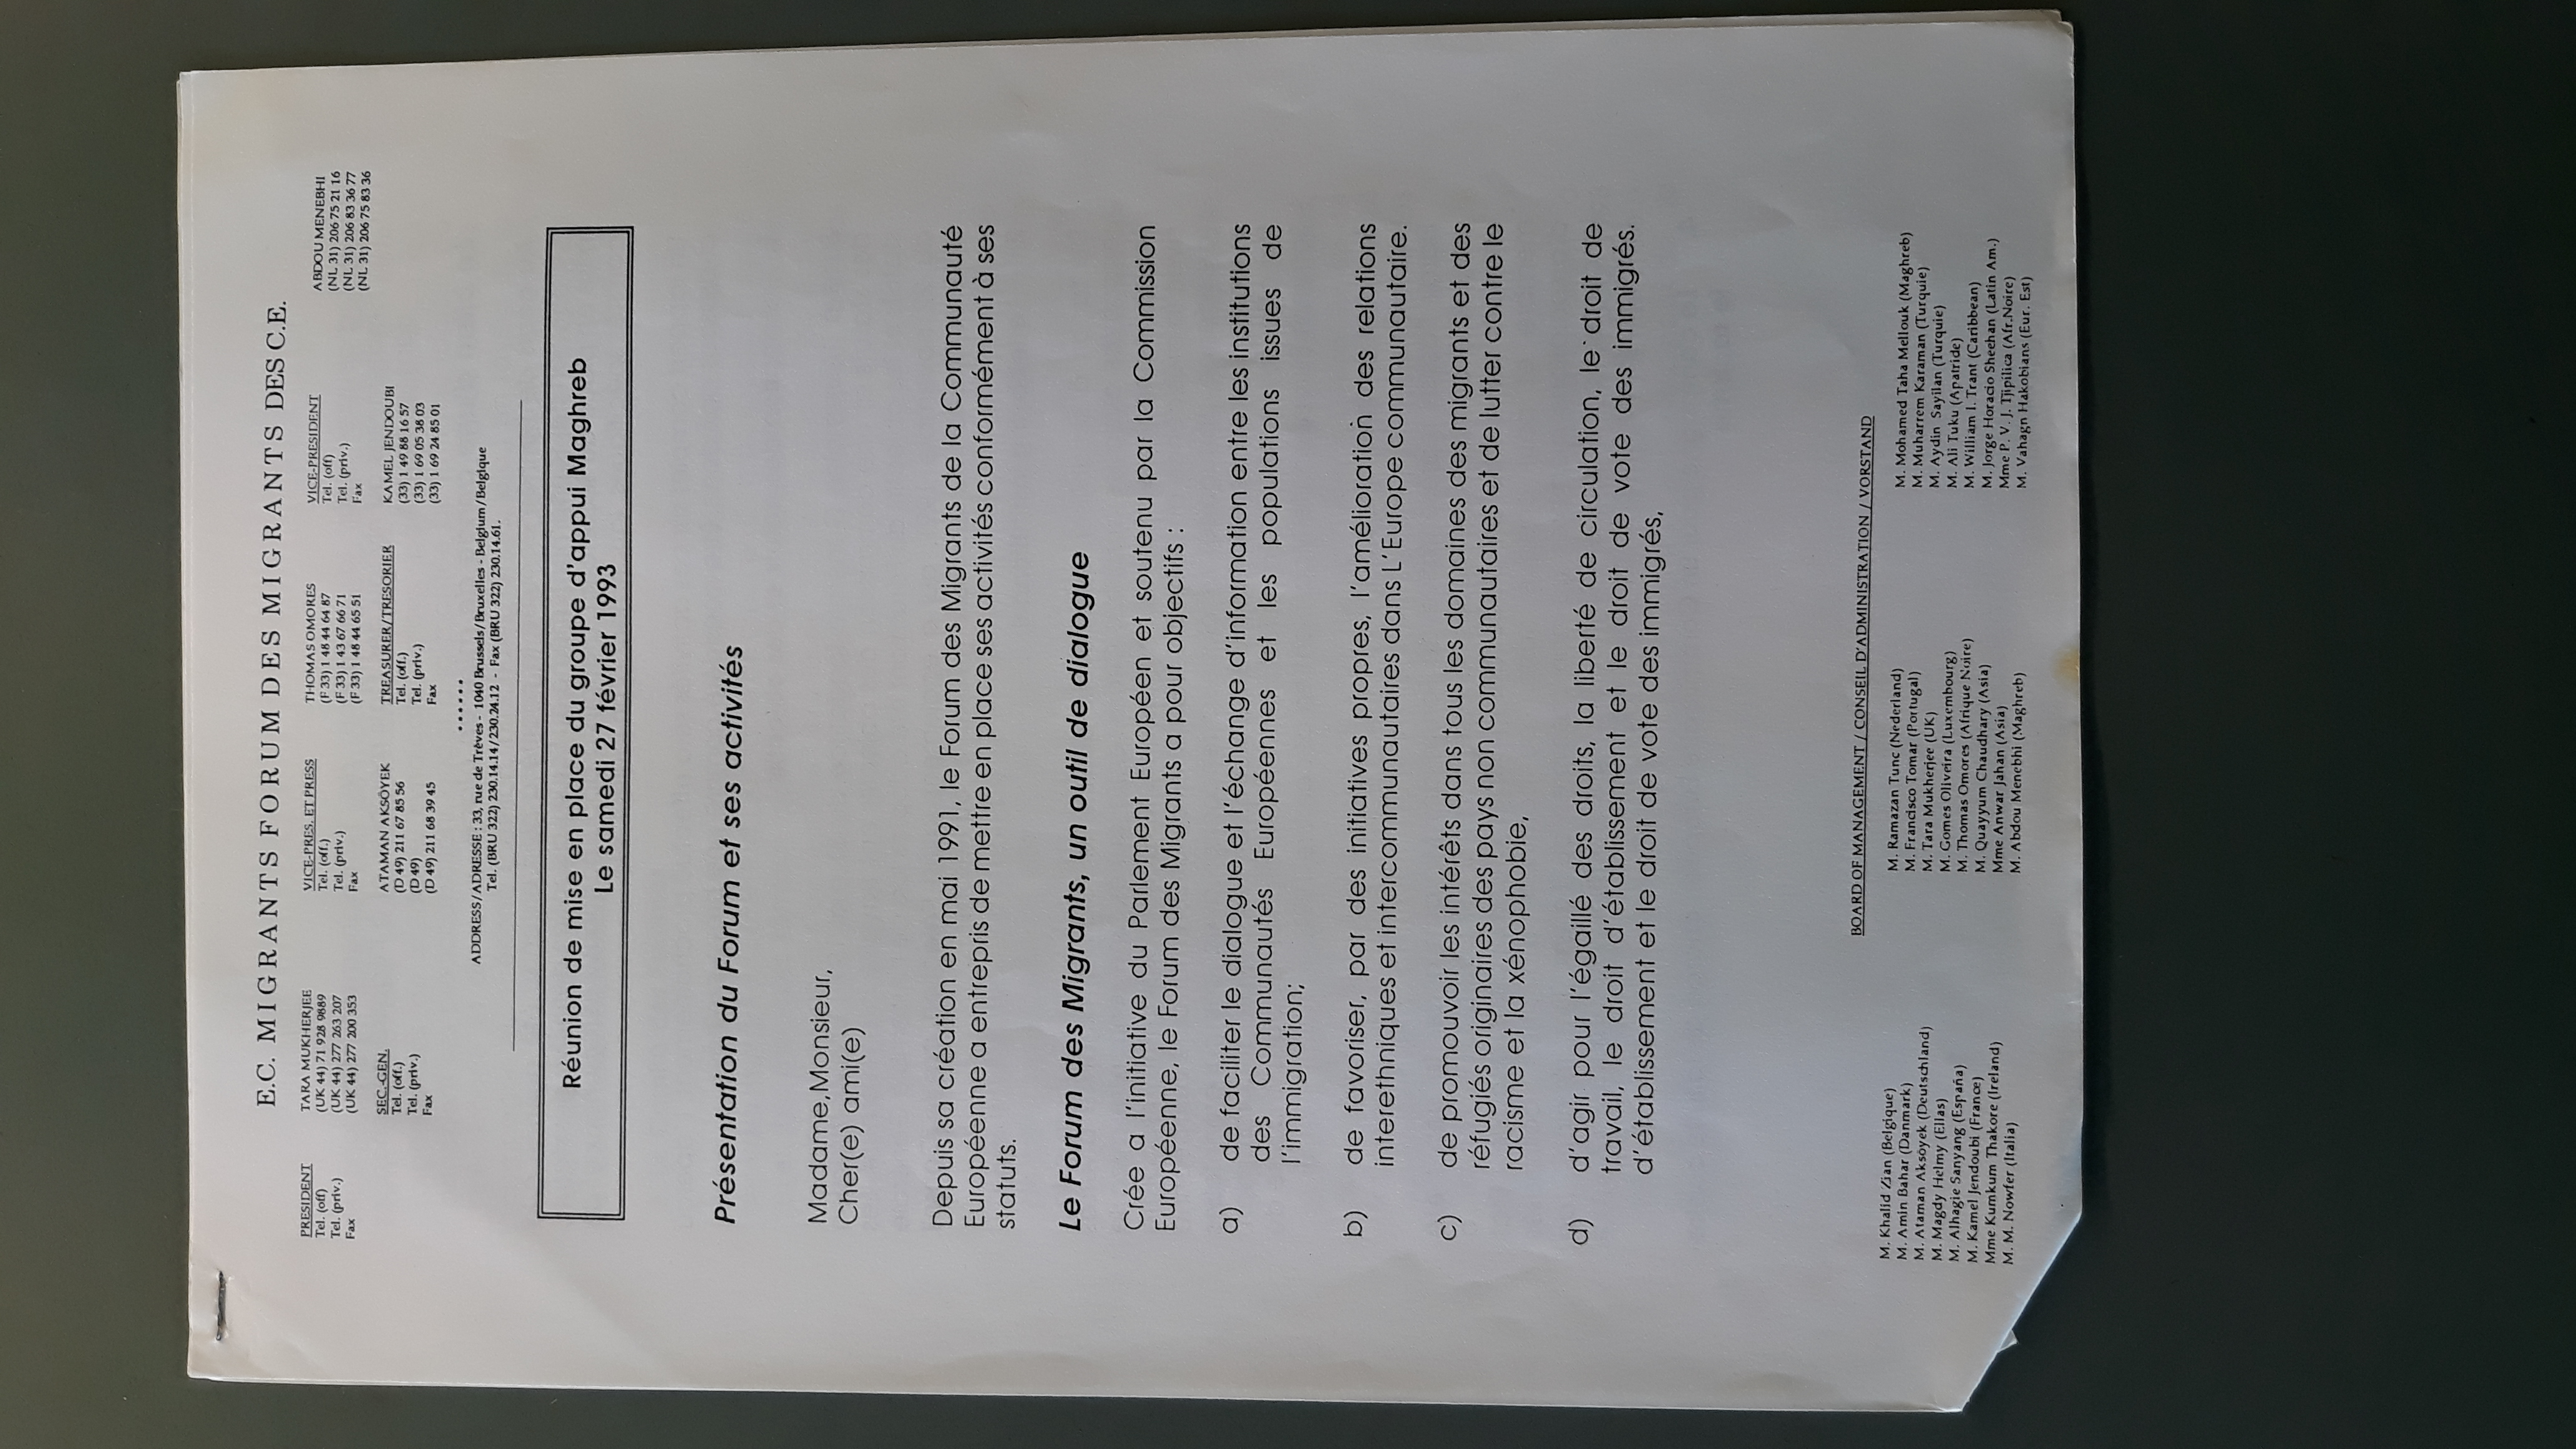 E.C. MIGRANTS FORUM DES MIGRANTS DES C.E.
PRESIDENT TARA MUKHERJEE VICE-PRES. ET PRESS THOMAS OMORES VICE-PRESIDENT ABDOU MENEBHI
Tel. (off) (UK 44) 71 928 9889 Tel. (off.) (F 33) 1 48 44 64 87 Tel. (off) (NL 31) 206 75 21 16
Tel. (priv.) (UK 44) 277 263 207 Tel. (priv.) (F 33) 1 43 67 66 71 Tel. (priv.) (NL 31) 206 83 36 77
Fax (UK 44) 277 200 353 Fax (F 33) 1 48 44 65 51 Fax (NL 31) 206 75 83 36
SEC.-GEN. ATAMAN AKSÖYEK TREASURER/TRESORIER KAMEL JENDOUBI
Tel. (off.) (D 49) 211 67 85 56 Tel. (off.) (33) 1 49 88 16 57
Tel. (priv.) (D 49) Tel. (priv.) (33) 1 69 05 38 03
Fax (D 49) 211 68 39 45 Fax (33) 1 69 24 85 01
•••••
ADDRESS/ADRESSE : 33, rue de Trèves - 1040 Brussels/Bruxelles - Belgium/Belgique
Tel. (BRU 322) 230.14.14/230.24.12 - Fax (BRU 322) 230.14.61.
Réunion de mise en place du groupe d'appui Maghreb
Le samedi 27 février 1993
Présentation du Forum et ses activités
Madame,Monsieur,
Cher(e) ami(e)
Depuis sa création en mai 1991, le Forum des Migrants de la Communauté
Européenne a entrepris de mettre en place ses activités conformément à ses
statuts.
Le Forum des Migrants, un outil de dialogue
Crée a l'initiative du Parlement Européen et soutenu par la Commission
Européenne, le Forum des Migrants a pour objectifs :
a) de faciliter le dialogue et l'échange d'information entre les institutions
des Communautés Européennes et les populations issues de
l'immigration;
b) de favoriser, par des initiatives propres, l'amélioration des relations
interethniques et intercommunautaires dans L'Europe communautaire.
c) de promouvoir les intérêts dans tous les domaines des migrants et des
réfugiés originaires des pays non communautaires et de lutter contre le
racisme et la xénophobie,
d) d'agir pour l'égaillé des droits, la liberté de circulation, le droit de
travail, le droit d'établissement et le droit de vote des immigrés.
d'établissement et le droit de vote des immigrés,
BOARD OF MANAGEMENT / CONSEIL D'ADMINISTRATION / VORSTAND
M. Khalid Zian (Belgique) M. Ramazan Tunc (Nederland) M. Mohamed Taha Mellouk (Maghreb)
M. Amin Bahar (Danmark) M. Francisco Tomar (Portugal) M. Muharrem Karaman (Turquie)
M. Ataman Aksöyek (Deutschland) M. Tara Mukherjee (UK) M. Aydin Sayilan (Turquie)
M. Magdy Helmy (Ellas) M. Gomes Oliveira (Luxembourg) M. Ali Tuku (Apatride)
M. Alhagie Sanyang (España) M. Thomas Omores (Afrique Noire) M. William I. Trant (Caribbean)
M. Kamel Jendoubi (France) M. Quayyum Chaudhary (Asia) M. Jorge Horacio Sheehan (Latin Am.)
Mme Kumkum Thakore (Ireland) Mme Anwar Jahan (Asia) Mme P. V. J. Tjipilica (Afr.Noire)
M. M. Nowfer (Italia) M. Abdou Menebhi (Maghreb) M. Vahagn Hakobians (Eur. Est)